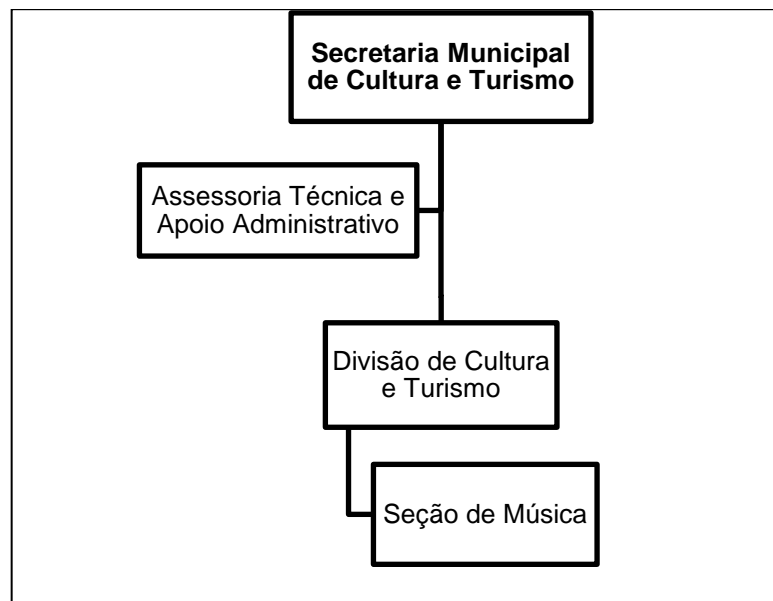 Secretaria Municipal
de Cultura e Turismo
Assessoria Técnica e
Apoio Administrativo
Divisão de Cultura
e Turismo
Seção de Música